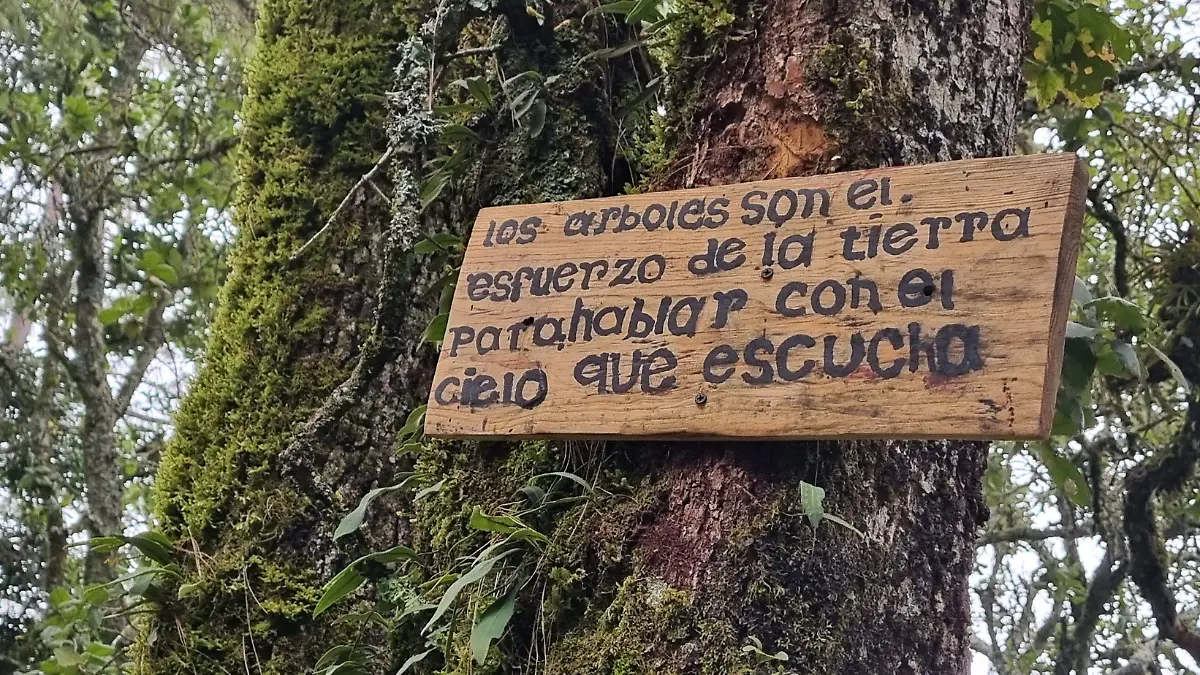 los arboles son el.
esfuerzo de la tierra
para hablar con el
cielo que escucha